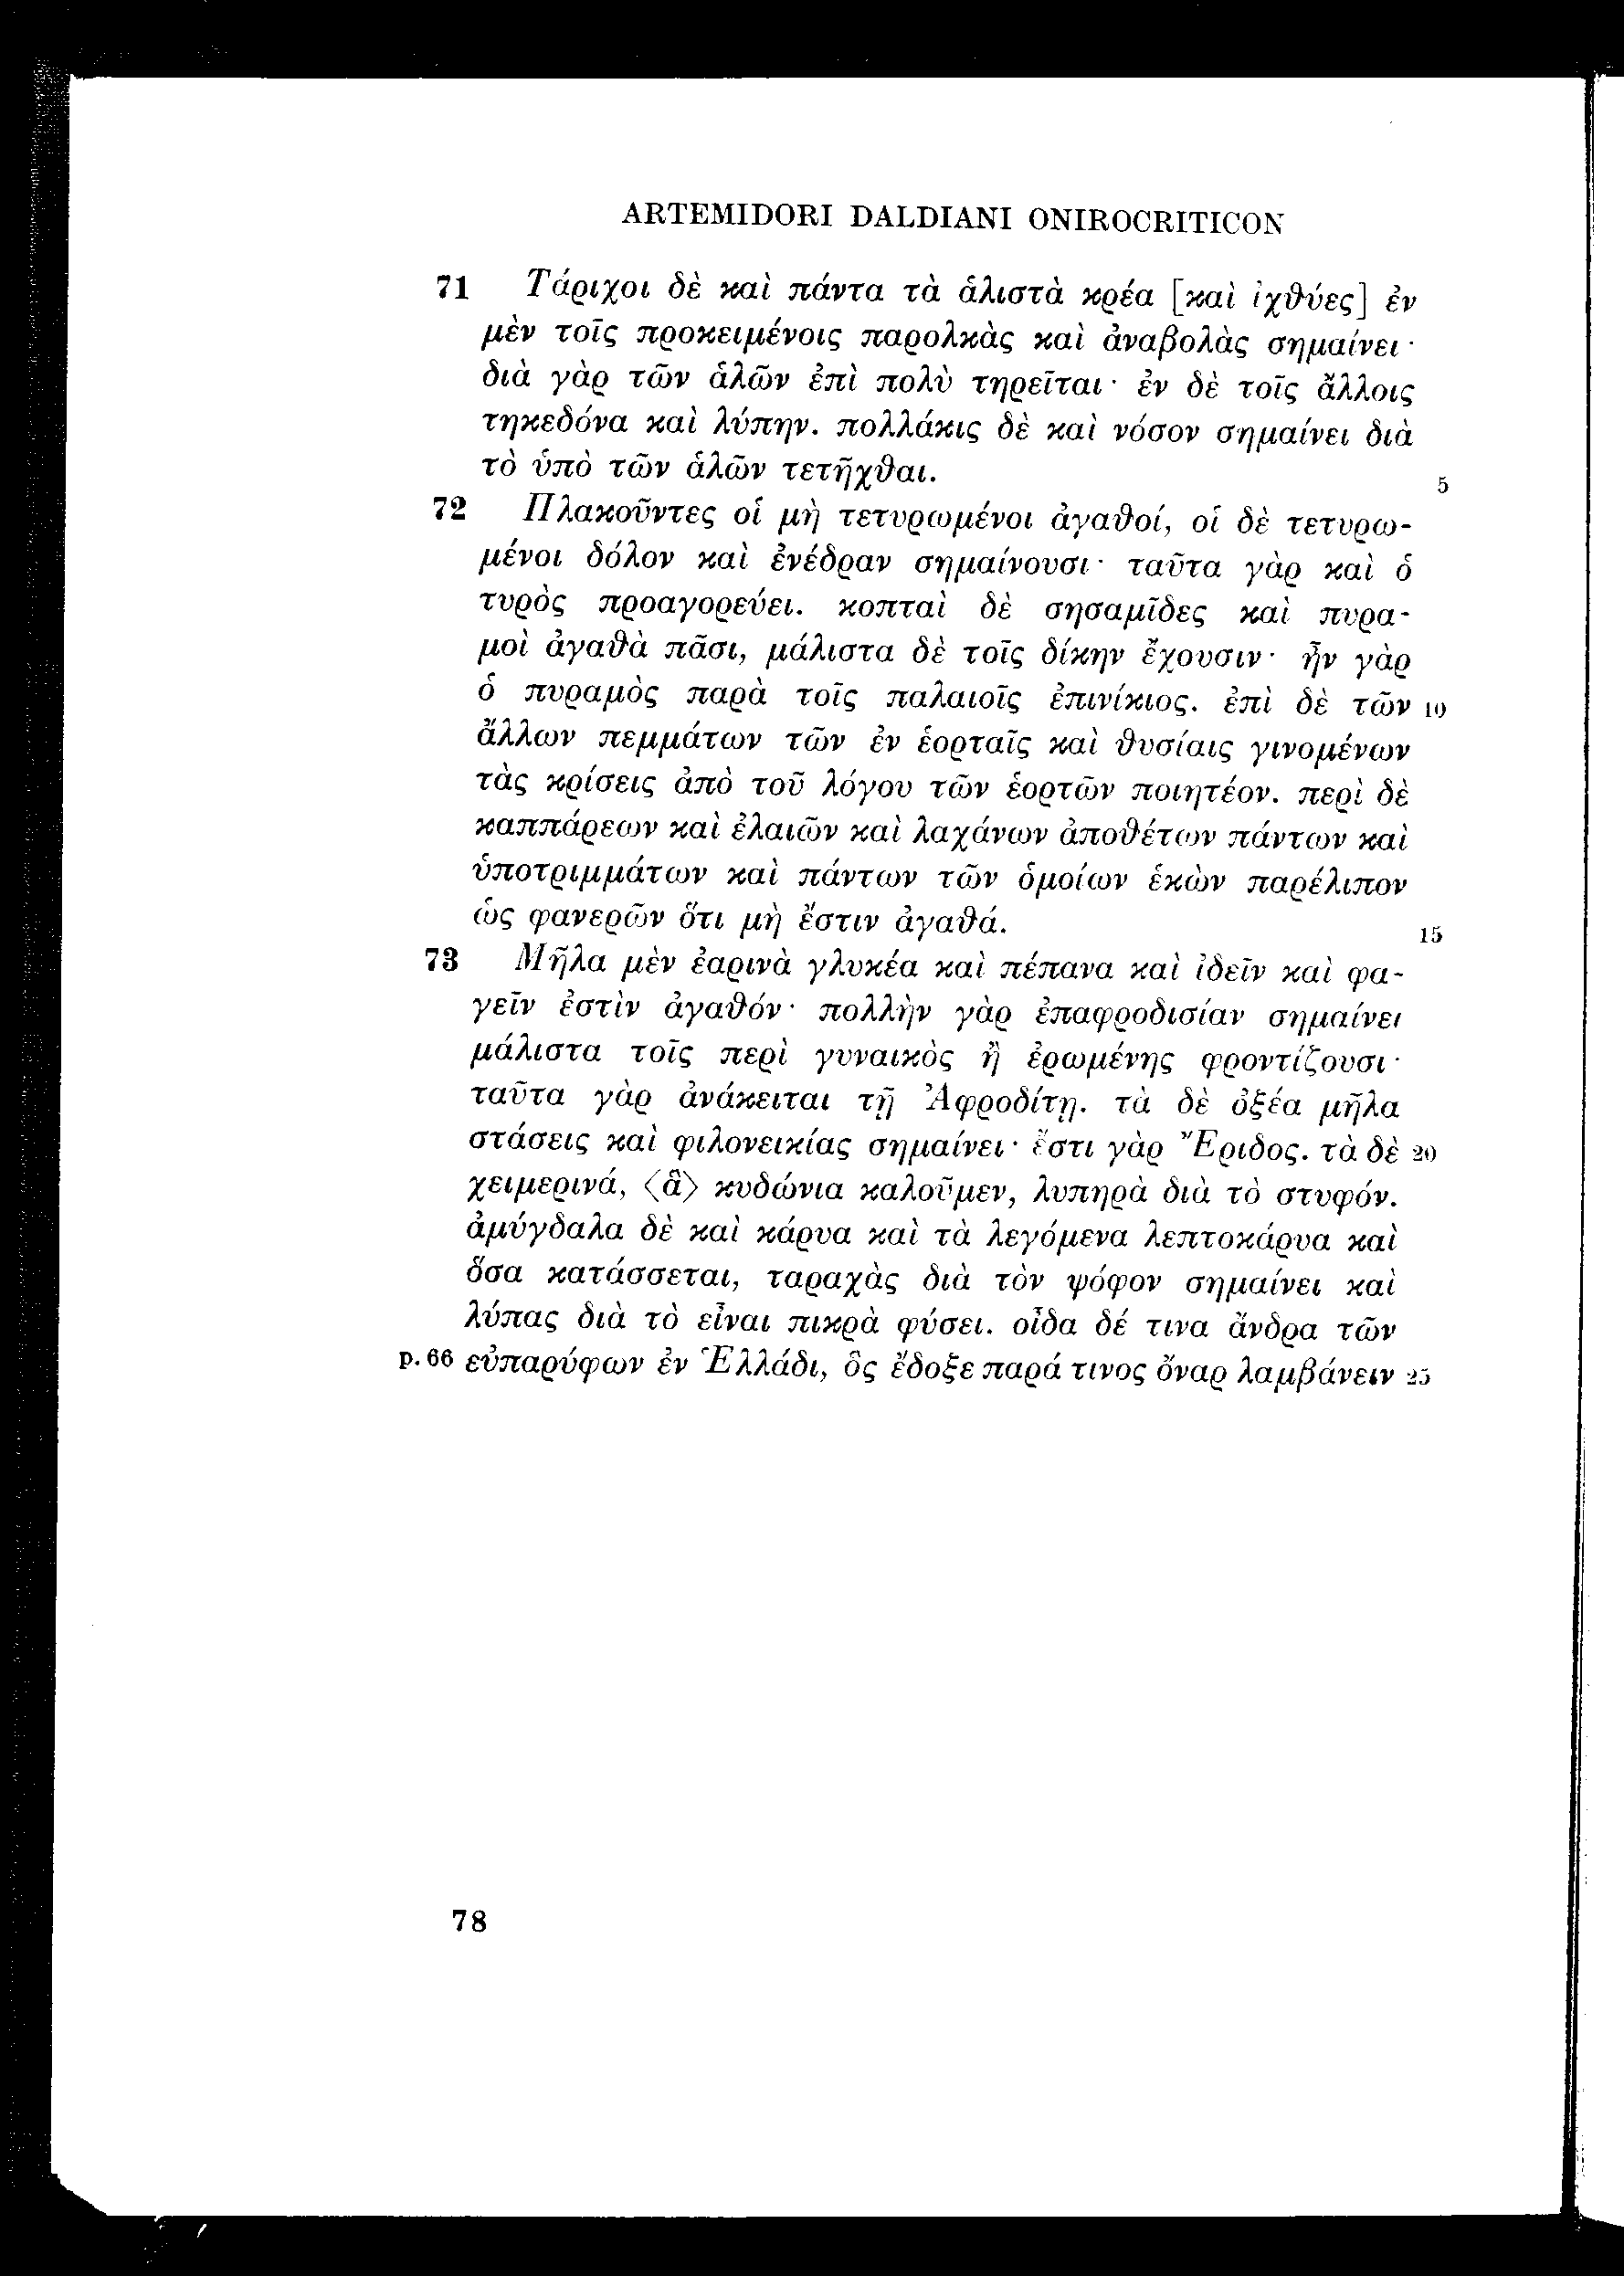 ARTEMIDORI DALDIANI ONIROCRITICON
71 Τάριχοι δὲ καὶ πάντα τὰ ἁλιστὰ κρέα [καὶ ἰχθύες] ἐν
μὲν τοῖς προκειμένοις παρολκὰς καὶ ἀναβολὰς σημαίνει·
διὰ γὰρ τῶν ἁλῶν ἐπὶ πολὺ τηρεῖται· ἐν δὲ τοῖς ἄλλοις
τηκεδόνα καὶ λύπην. πολλάκις δὲ καὶ νόσον σημαίνει διὰ
τὸ ὑπὸ τῶν ἁλῶν τετῆχθαι. 5
72 Πλακοῦντες οἱ μὴ τετυρωμένοι ἀγαθοί, οἱ δὲ τετυρω-
μένοι δόλον καὶ ἐνέδραν σημαίνουσι· ταῦτα γὰρ καὶ ὁ
τυρὸς προαγορεύει. κοπταὶ δὲ σησαμῖδες καὶ πυρα-
μοὶ ἀγαθὰ πᾶσι, μάλιστα δὲ τοῖς δίκην ἔχουσιν· ἦν γὰρ
ὁ πυραμὸς παρὰ τοῖς παλαιοῖς ἐπινίκιος. ἐπὶ δὲ τῶν 10
ἄλλων πεμμάτων τῶν ἐν ἑορταῖς καὶ θυσίαις γινομένων
τὰς κρίσεις ἀπὸ τοῦ λόγου τῶν ἑορτῶν ποιητέον. περὶ δὲ
καππάρεων καὶ ἐλαιῶν καὶ λαχάνων ἀποθέτων πάντων καὶ
ὑποτριμμάτων καὶ πάντων τῶν ὁμοίων ἑκὼν παρέλιπον
ὡς φανερῶν ὅτι μὴ ἔστιν ἀγαθά. 15
73 Μῆλα μὲν ἐαρινὰ γλυκέα καὶ πέπανα καὶ ἰδεῖν καὶ φα-
γεῖν ἐστὶν ἀγαθόν· πολλὴν γὰρ ἐπαφροδισίαν σημαίνει
μάλιστα τοῖς περὶ γυναικὸς ἢ ἐρωμένης φροντίζουσι·
ταῦτα γὰρ ἀνάκειται τῇ Ἀφροδίτῃ. τὰ δὲ ὀξέα μῆλα
στάσεις καὶ φιλονεικίας σημαίνει· ἔστι γὰρ Ἔριδος. τὰ δὲ 20
χειμερινά, ⟨ἃ⟩ κυδώνια καλοῦμεν, λυπηρὰ διὰ τὸ στυφόν.
ἀμύγδαλα δὲ καὶ κάρυα καὶ τὰ λεγόμενα λεπτοκάρυα καὶ
ὅσα κατάσσεται, ταραχὰς διὰ τὸν ψόφον σημαίνει καὶ
λύπας διὰ τὸ εἶναι πικρὰ φύσει. οἶδα δέ τινα ἄνδρα τῶν
p. 66 εὐπαρύφων ἐν Ἑλλάδι, ὃς ἔδοξε παρά τινος ὄναρ λαμβάνειν 25
78